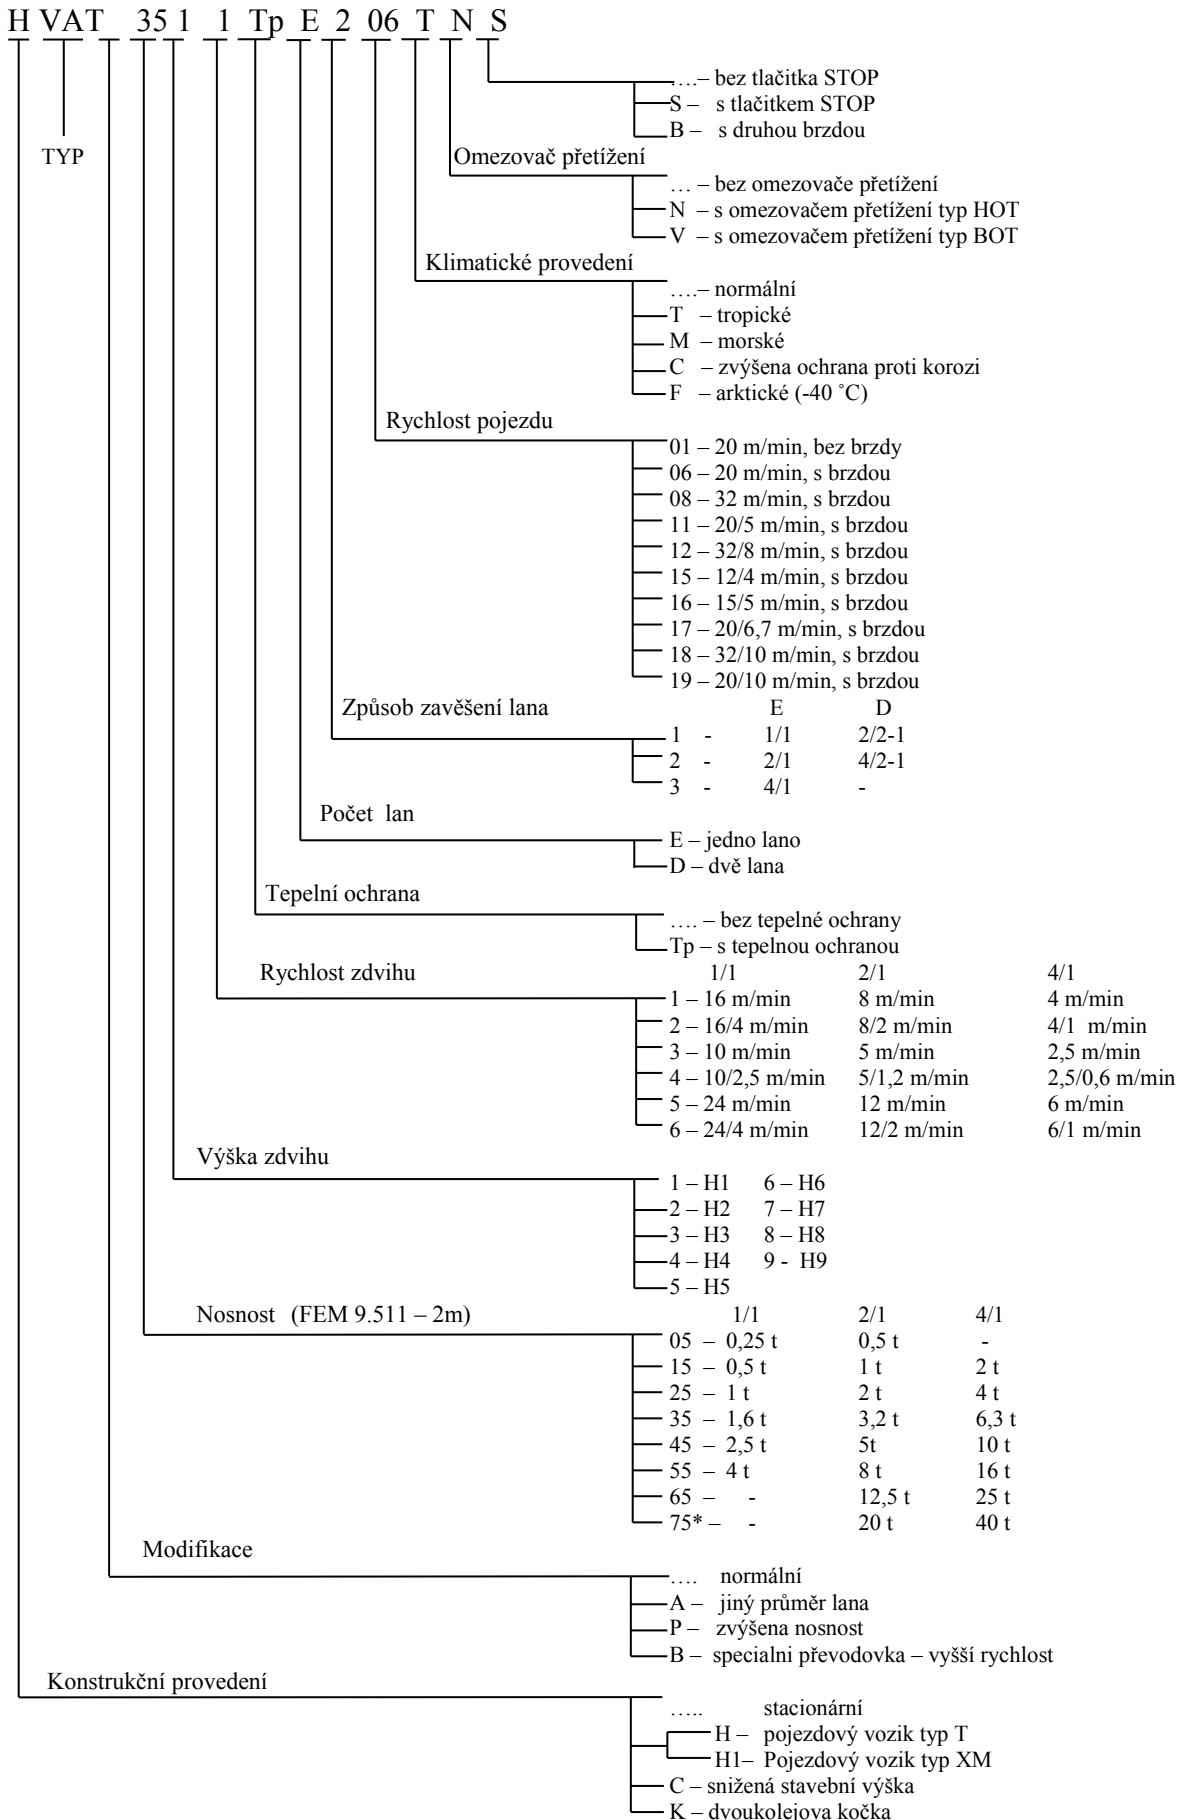 H VAT 35 1 1 Tp E 2 06 T N S
….– bez tlačitka STOP
S – s tlačitkem STOP
B – s druhou brzdou
TYP
Omezovač přetížení
… – bez omezovače přetížení
N – s omezovačem přetížení typ HOT
V – s omezovačem přetížení typ BOT
Klimatické provedení
….– normální
T – tropické
M – morské
C – zvýšena ochrana proti korozi
F – arktické (-40 ˚C)
Rychlost pojezdu
01 – 20 m/min, bez brzdy
06 – 20 m/min, s brzdou
08 – 32 m/min, s brzdou
11 – 20/5 m/min, s brzdou
12 – 32/8 m/min, s brzdou
15 – 12/4 m/min, s brzdou
16 – 15/5 m/min, s brzdou
17 – 20/6,7 m/min, s brzdou
18 – 32/10 m/min, s brzdou
19 – 20/10 m/min, s brzdou
Způsob zavěšení lana
E D
1 - 1/1 2/2-1
2 - 2/1 4/2-1
3 - 4/1 -
Počet lan
E – jedno lano
D – dvě lana
Tepelní ochrana
…. – bez tepelné ochrany
Tp – s tepelnou ochranou
Rychlost zdvihu
1/1 2/1 4/1
1 – 16 m/min 8 m/min 4 m/min
2 – 16/4 m/min 8/2 m/min 4/1 m/min
3 – 10 m/min 5 m/min 2,5 m/min
4 – 10/2,5 m/min 5/1,2 m/min 2,5/0,6 m/min
5 – 24 m/min 12 m/min 6 m/min
6 – 24/4 m/min 12/2 m/min 6/1 m/min
Výška zdvihu
1 – H1 6 – H6
2 – H2 7 – H7
3 – H3 8 – H8
4 – H4 9 - H9
5 – H5
Nosnost (FEM 9.511 – 2m)
1/1 2/1 4/1
05 – 0,25 t 0,5 t -
15 – 0,5 t 1 t 2 t
25 – 1 t 2 t 4 t
35 – 1,6 t 3,2 t 6,3 t
45 – 2,5 t 5t 10 t
55 – 4 t 8 t 16 t
65 – - 12,5 t 25 t
75* – - 20 t 40 t
Modifikace
…. normální
A – jiný průměr lana
P – zvýšena nosnost
B – specialni převodovka – vyšší rychlost
Konstrukční provedení
….. stacionární
H – pojezdový vozik typ T
H1– Pojezdový vozik typ XM
C – snižená stavební výška
K – dvoukolejova kočka